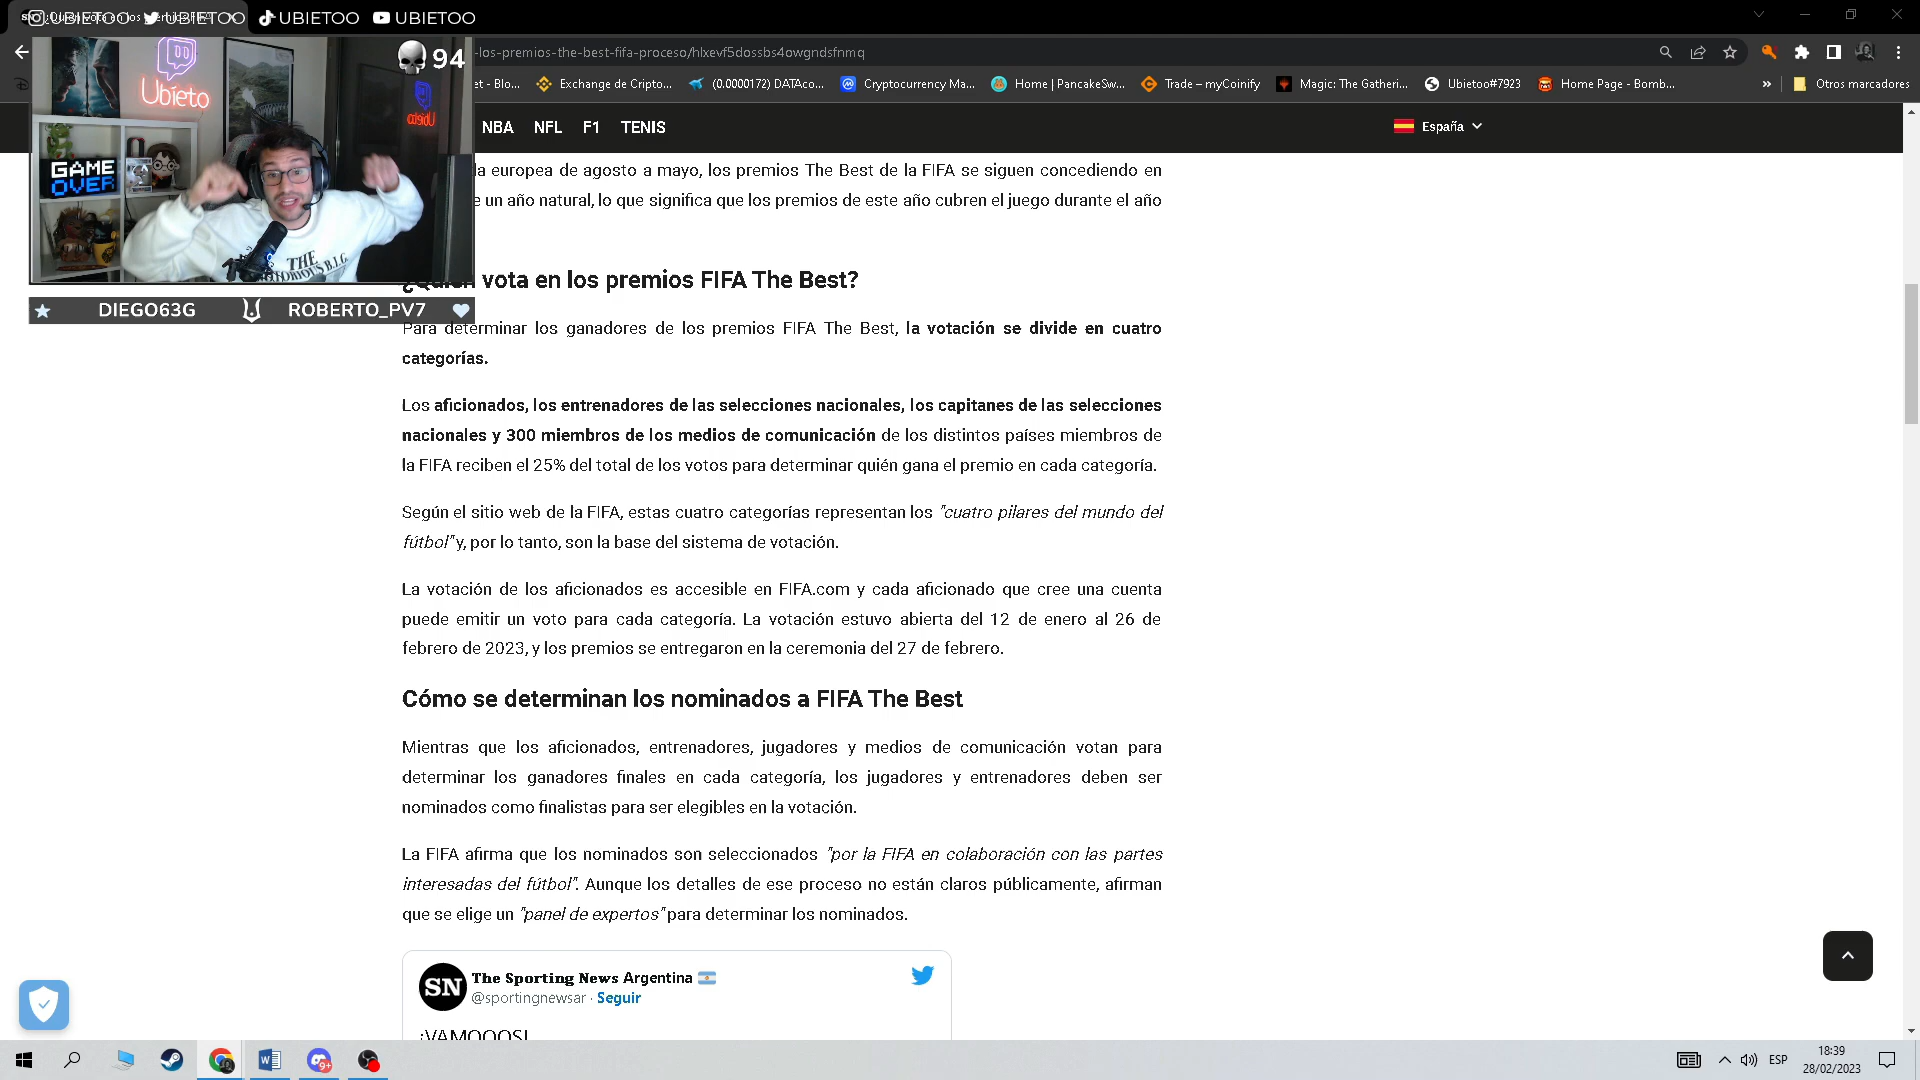 UBIETOO UBIETOO UBIETOO UBIETOO
los-premios-the-best-fifa-proceso/hlxevf5dossbs4owgndsfnmq
94
et - Blo... Exchange de Cripto... (0.0000172) DATAco... Cryptocurrency Ma... Home | PancakeSw... Trade – myCoinify Magic: The Gatheri... Ubietoo#7923 Home Page - Bomb... » Otros marcadores
Ubieto
NBA NFL F1 TENIS España
GAME
OVER
la europea de agosto a mayo, los premios The Best de la FIFA se siguen concediendo en
un año natural, lo que significa que los premios de este año cubren el juego durante el año
THE
NOTORIOUS B.I.G.
¿Quién vota en los premios FIFA The Best?
DIEGO63G ROBERTO_PV7
Para determinar los ganadores de los premios FIFA The Best, la votación se divide en cuatro
categorías.
Los aficionados, los entrenadores de las selecciones nacionales, los capitanes de las selecciones
nacionales y 300 miembros de los medios de comunicación de los distintos países miembros de
la FIFA reciben el 25% del total de los votos para determinar quién gana el premio en cada categoría.
Según el sitio web de la FIFA, estas cuatro categorías representan los "cuatro pilares del mundo del
fútbol" y, por lo tanto, son la base del sistema de votación.
La votación de los aficionados es accesible en FIFA.com y cada aficionado que cree una cuenta
puede emitir un voto para cada categoría. La votación estuvo abierta del 12 de enero al 26 de
febrero de 2023, y los premios se entregaron en la ceremonia del 27 de febrero.
Cómo se determinan los nominados a FIFA The Best
Mientras que los aficionados, entrenadores, jugadores y medios de comunicación votan para
determinar los ganadores finales en cada categoría, los jugadores y entrenadores deben ser
nominados como finalistas para ser elegibles en la votación.
La FIFA afirma que los nominados son seleccionados "por la FIFA en colaboración con las partes
interesadas del fútbol". Aunque los detalles de ese proceso no están claros públicamente, afirman
que se elige un "panel de expertos" para determinar los nominados.
SN The Sporting News Argentina
@sportingnewsar · Seguir
¡VAMOOOS!
9+
ESP
18:39
28/02/2023